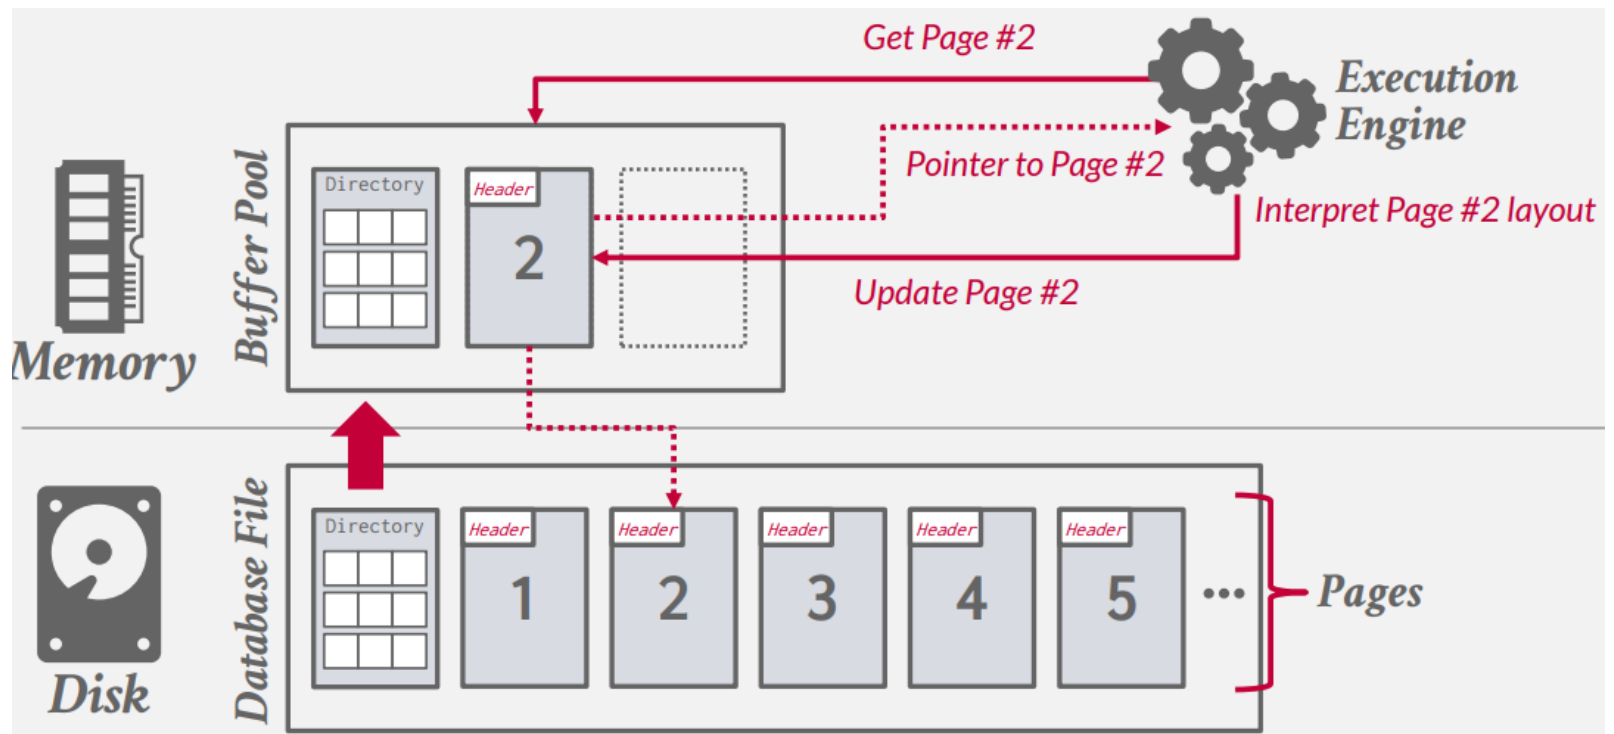 Get Page #2
Execution
Engine
Pointer to Page #2
Interpret Page #2 layout
Update Page #2
Buffer Pool
Directory
Header
2
Memory
Database File
Directory
Header
1
Header
2
Header
3
Header
4
Header
5
...
Pages
Disk